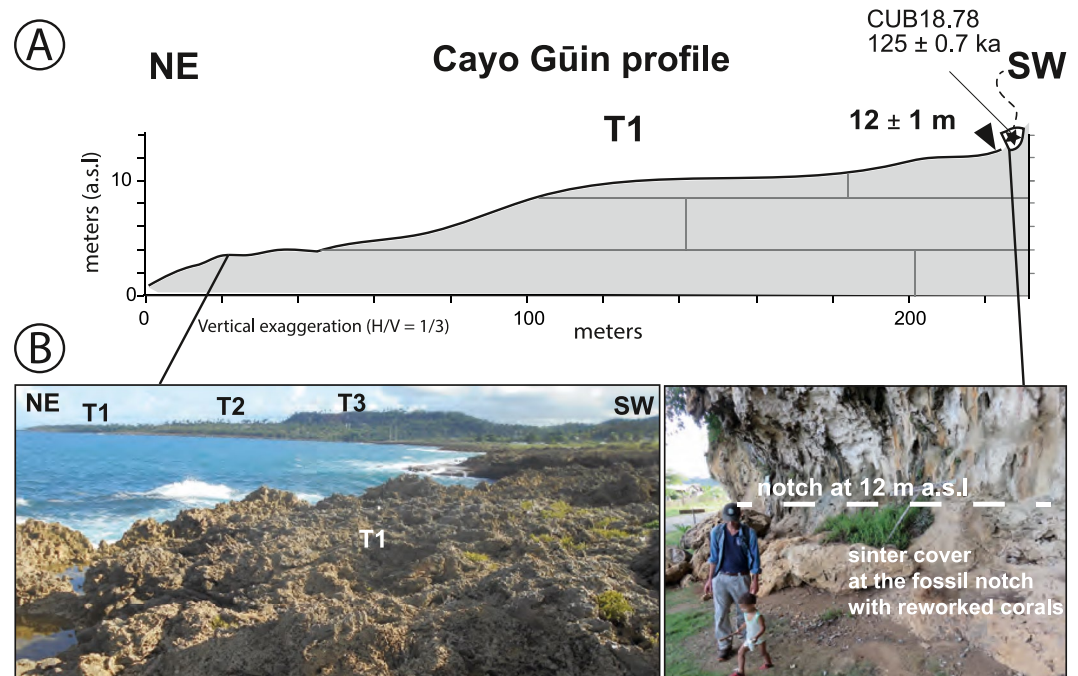 A
NE
Cayo Gūin profile
CUB18.78
125 ± 0.7 ka
SW
T1
12 ± 1 m
meters (a.s.l)
10
0
0
100
200
Vertical exaggeration (H/V = 1/3)
meters
B
NE
T1
T2
T3
SW
T1
notch at 12 m a.s.l
sinter cover
at the fossil notch
with reworked corals